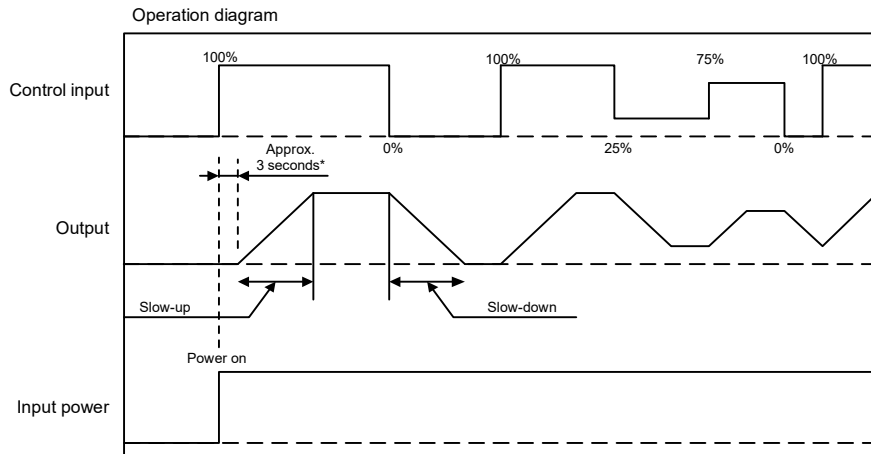 Operation diagram
100%
100%
75%
100%
Control input
0%
25%
0%
Approx.
3 seconds*
Output
Slow-up
Slow-down
Power on
Input power